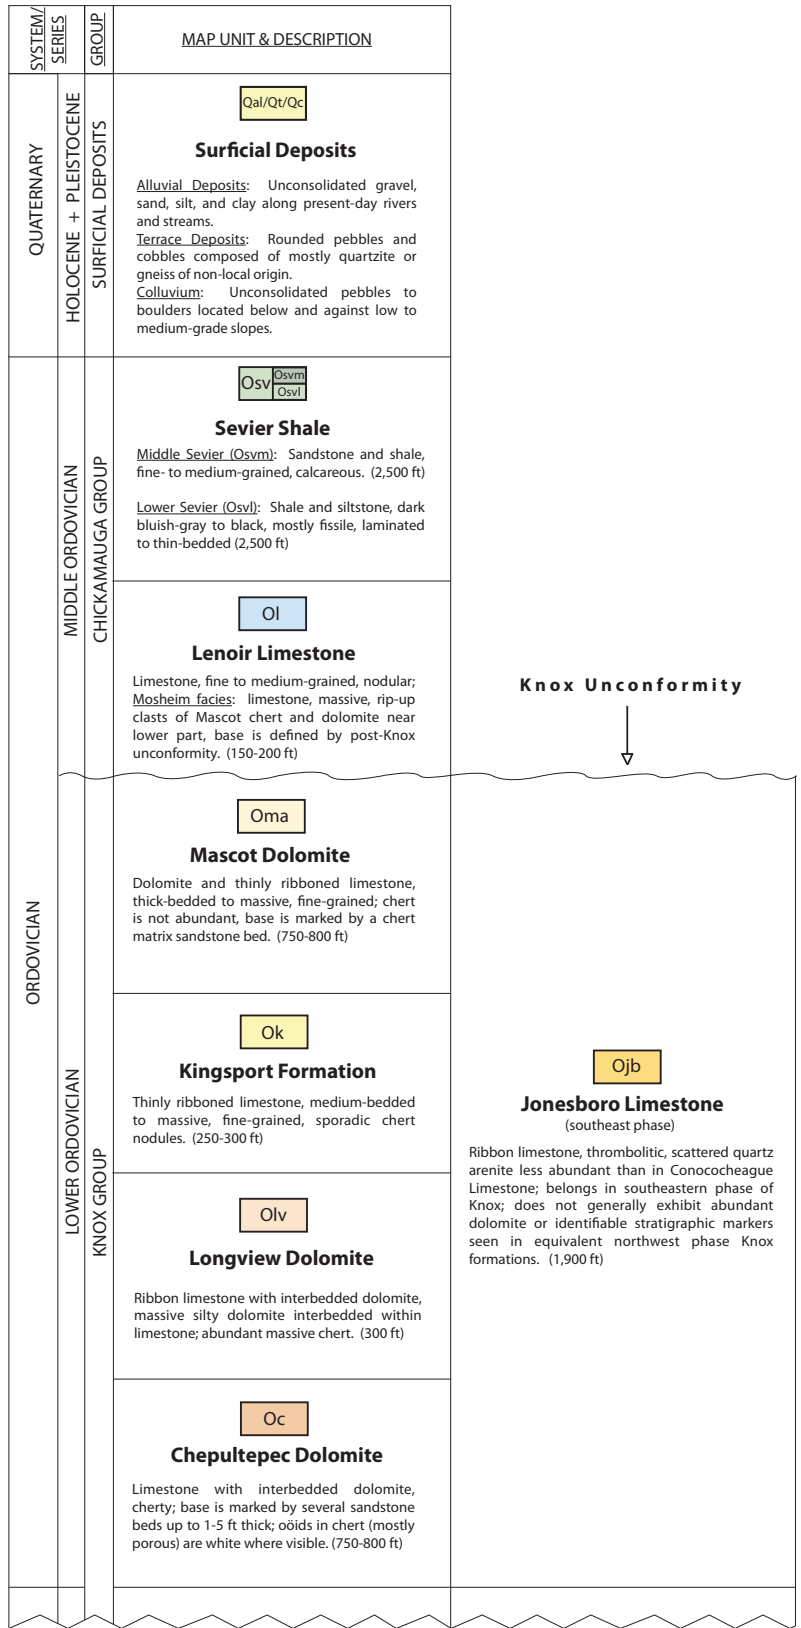 SYSTEM/
SERIES
GROUP
MAP UNIT & DESCRIPTION
QUATERNARY
HOLOCENE + PLEISTOCENE
SURFICIAL DEPOSITS
Qal/Qt/Qc
Surficial Deposits
Alluvial Deposits: Unconsolidated gravel,
sand, silt, and clay along present-day rivers
and streams.
Terrace Deposits: Rounded pebbles and
cobbles composed of mostly quartzite or
gneiss of non-local origin.
Colluvium: Unconsolidated pebbles to
boulders located below and against low to
medium-grade slopes.
ORDOVICIAN
MIDDLE ORDOVICIAN
CHICKAMAUGA GROUP
Osv
Osvm
Osvl
Sevier Shale
Middle Sevier (Osvm): Sandstone and shale,
fine- to medium-grained, calcareous. (2,500 ft)
Lower Sevier (Osvl): Shale and siltstone, dark
bluish-gray to black, mostly fissile, laminated
to thin-bedded (2,500 ft)
Ol
Lenoir Limestone
Limestone, fine to medium-grained, nodular;
Mosheim facies: limestone, massive, rip-up
clasts of Mascot chert and dolomite near
lower part, base is defined by post-Knox
unconformity. (150-200 ft)
Knox Unconformity
LOWER ORDOVICIAN
KNOX GROUP
Oma
Mascot Dolomite
Dolomite and thinly ribboned limestone,
thick-bedded to massive, fine-grained; chert
is not abundant, base is marked by a chert
matrix sandstone bed. (750-800 ft)
Ok
Kingsport Formation
Thinly ribboned limestone, medium-bedded
to massive, fine-grained, sporadic chert
nodules. (250-300 ft)
Olv
Longview Dolomite
Ribbon limestone with interbedded dolomite,
massive silty dolomite interbedded within
limestone; abundant massive chert. (300 ft)
Oc
Chepultepec Dolomite
Limestone with interbedded dolomite,
cherty; base is marked by several sandstone
beds up to 1-5 ft thick; oöids in chert (mostly
porous) are white where visible. (750-800 ft)
Ojb
Jonesboro Limestone
(southeast phase)
Ribbon limestone, thrombolitic, scattered quartz
arenite less abundant than in Conococheague
Limestone; belongs in southeastern phase of
Knox; does not generally exhibit abundant
dolomite or identifiable stratigraphic markers
seen in equivalent northwest phase Knox
formations. (1,900 ft)